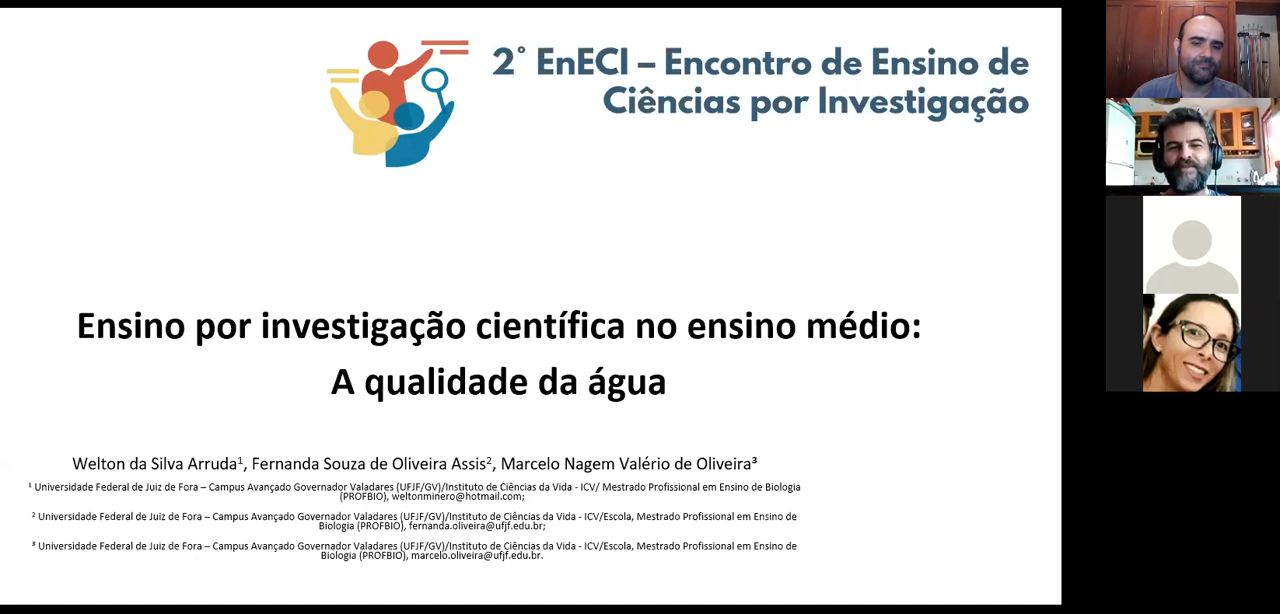 2° EnECI – Encontro de Ensino de
Ciências por Investigação
Ensino por investigação científica no ensino médio:
A qualidade da água
Welton da Silva Arruda¹, Fernanda Souza de Oliveira Assis², Marcelo Nagem Valério de Oliveira³
¹ Universidade Federal de Juiz de Fora – Campus Avançado Governador Valadares (UFJF/GV)/Instituto de Ciências da Vida - ICV/ Mestrado Profissional em Ensino de Biologia
(PROFBIO), weltonminero@hotmail.com;
² Universidade Federal de Juiz de Fora – Campus Avançado Governador Valadares (UFJF/GV)/Instituto de Ciências da Vida - ICV/Escola, Mestrado Profissional em Ensino de
Biologia (PROFBIO), fernanda.oliveira@ufjf.edu.br;
³ Universidade Federal de Juiz de Fora – Campus Avançado Governador Valadares (UFJF/GV)/Instituto de Ciências da Vida - ICV/Escola, Mestrado Profissional em Ensino de
Biologia (PROFBIO), marcelo.oliveira@ufjf.edu.br.